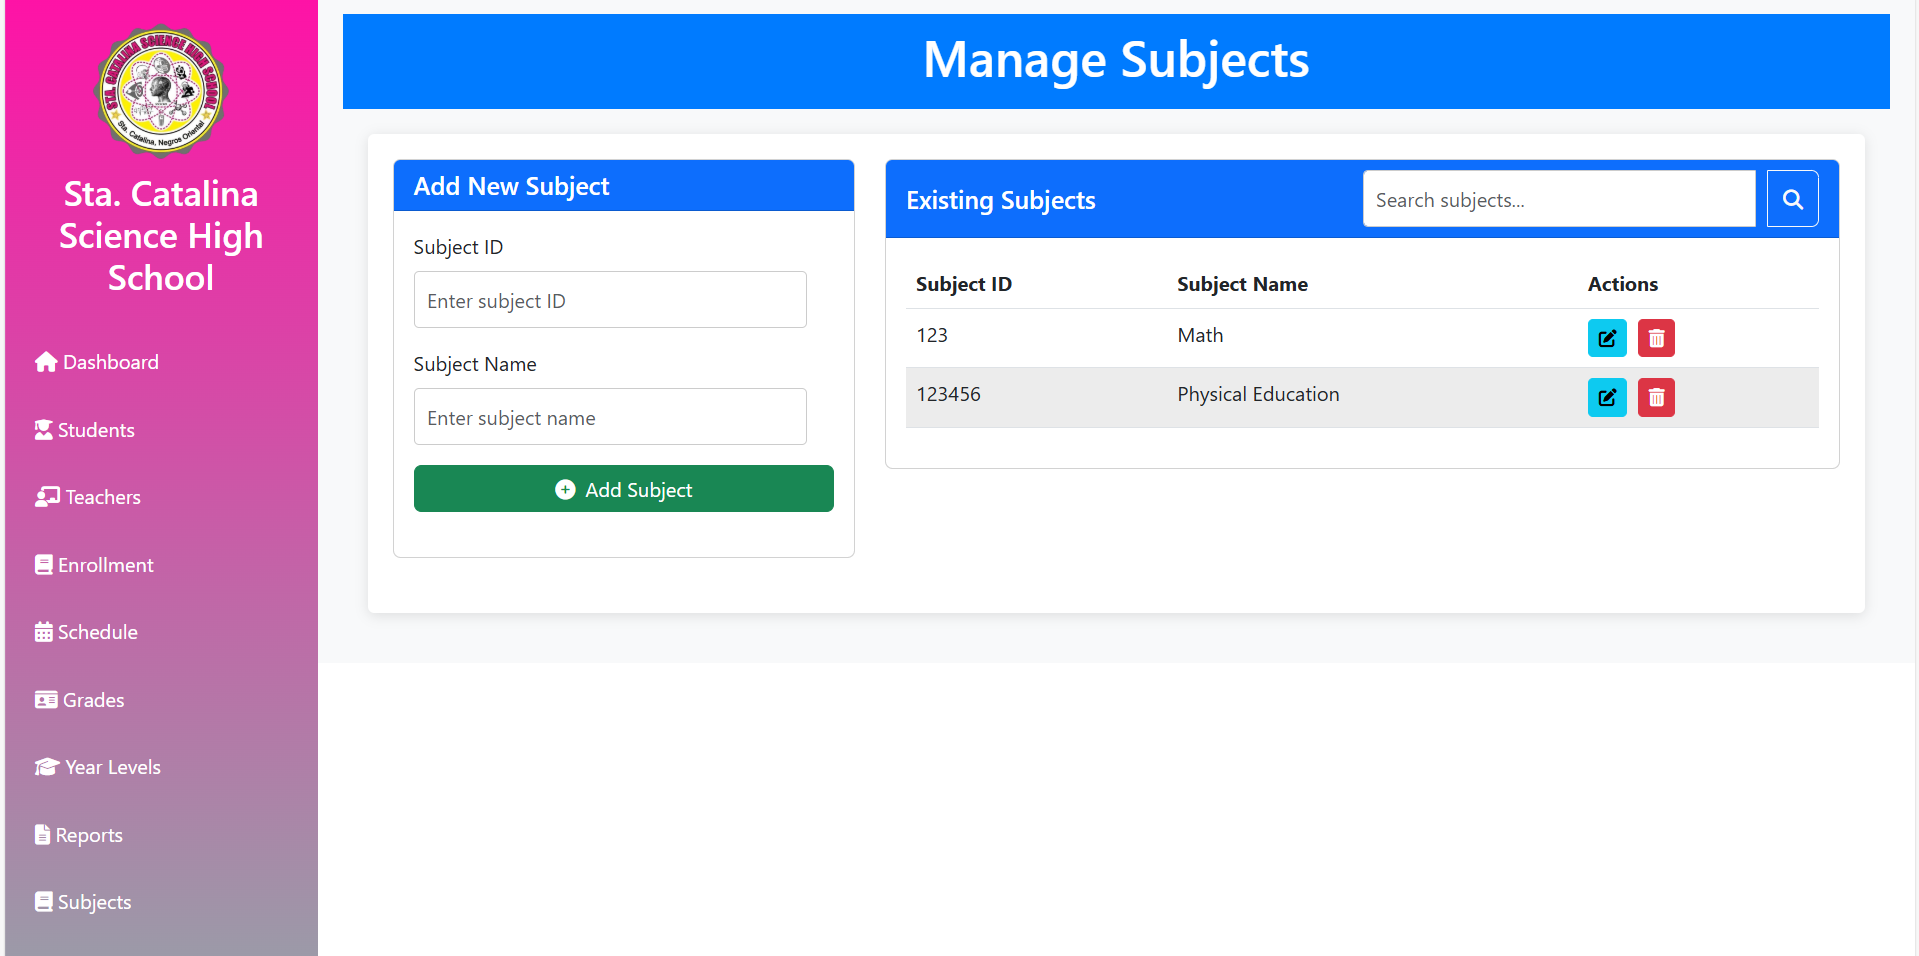 STA. CATALINA SCIENCE HIGH SCHOOL
Sta. Catalina, Negros Oriental
Sta. Catalina
Science High
School
Dashboard
Students
Teachers
Enrollment
Schedule
Grades
Year Levels
Reports
Subjects
Manage Subjects
Add New Subject
Subject ID
Enter subject ID
Subject Name
Enter subject name
Add Subject
Existing Subjects
Search subjects...
Subject ID Subject Name Actions
123 Math
123456 Physical Education